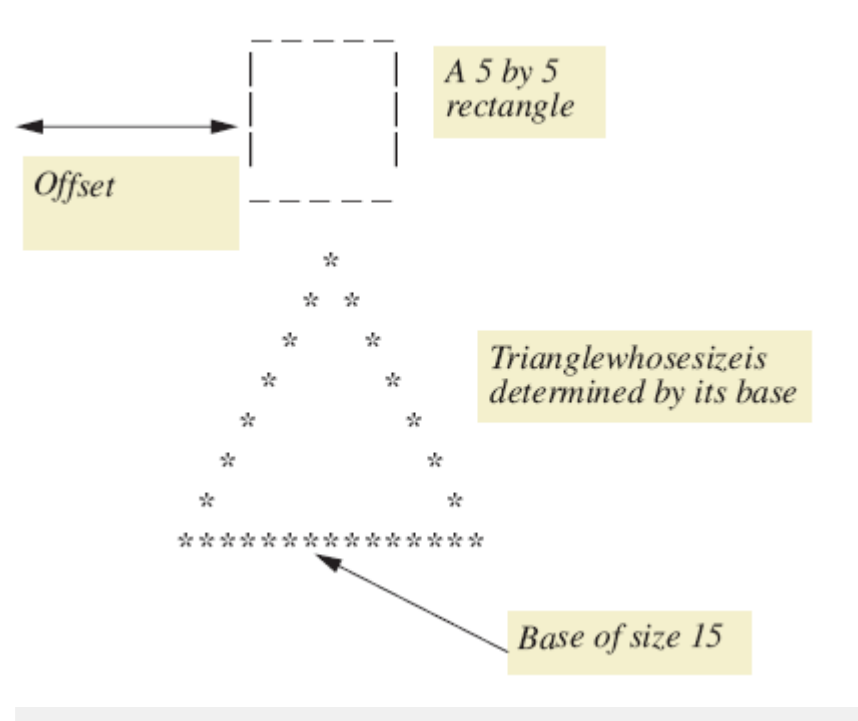 A 5 by 5
rectangle
Offset
*
* *
* *
* *
* *
* *
* *
***************
Trianglewhosesizeis
determined by its base
Base of size 15